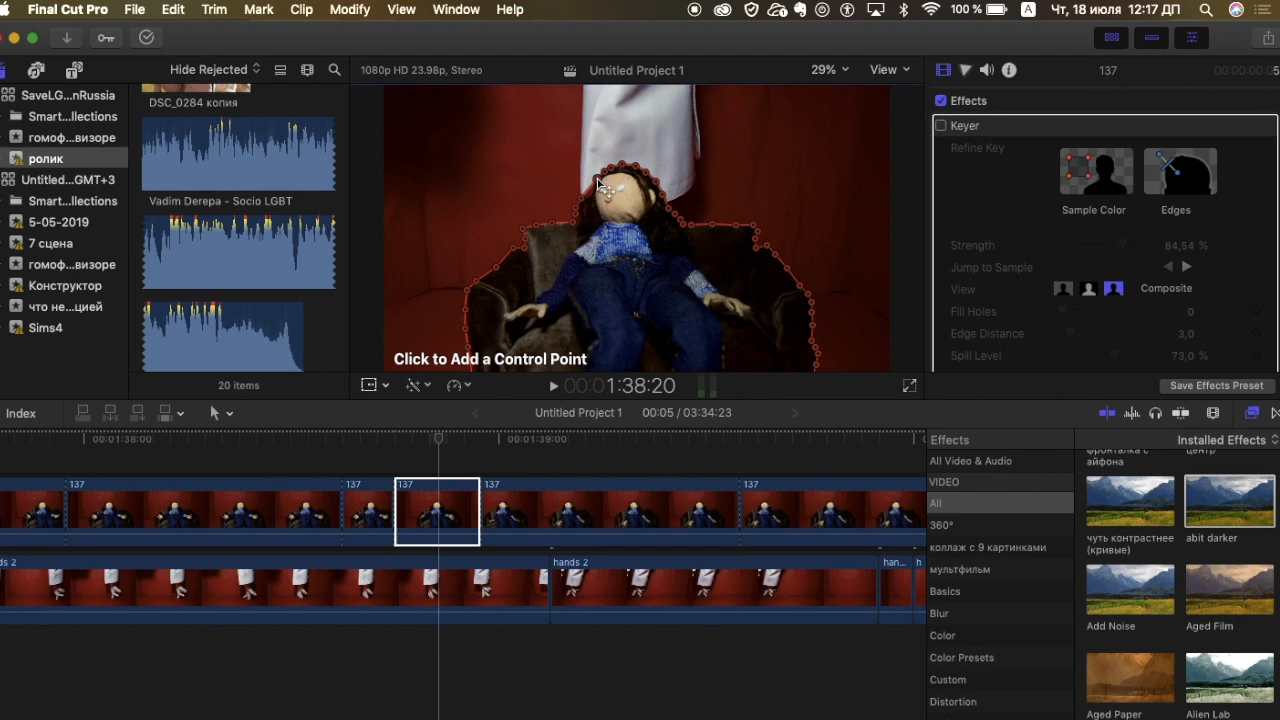 Final Cut Pro File Edit Trim Mark Clip Modify View Window Help 100 % A Чт, 18 июля 12:17 ДП
Hide Rejected 1080p HD 23.98p, Stereo Untitled Project 1 29% View 137
SaveLG...nRussia
Smart...llections
гомоф...визоре
ролик
Untitled...GMT+3
Smart...llections
5-05-2019
7 сцена
гомоф...визоре
Конструктор
что не...цией
Sims4
DSC_0284 копия
Vadim Derepa - Socio LGBT
20 items
Click to Add a Control Point
00:01:38:20
Effects
Keyer
Refine Key
Sample Color Edges
Strength 84,54 %
Jump to Sample
View Composite
Fill Holes 0
Edge Distance 3,0
Spill Level 73,0 %
Save Effects Preset
Index Untitled Project 1 00:05 / 03:34:23
00:01:38:00 00:01:39:00
137 137 137 137 137
hands 2 han... h
Effects Installed Effects
All Video & Audio
VIDEO
All
360°
коллаж с 9 картинками
мультфильм
Basics
Blur
Color
Color Presets
Custom
Distortion
фронталка с айфона
центр
чуть контрастнее (кривые)
abit darker
Add Noise Aged Film
Aged Paper Alien Lab